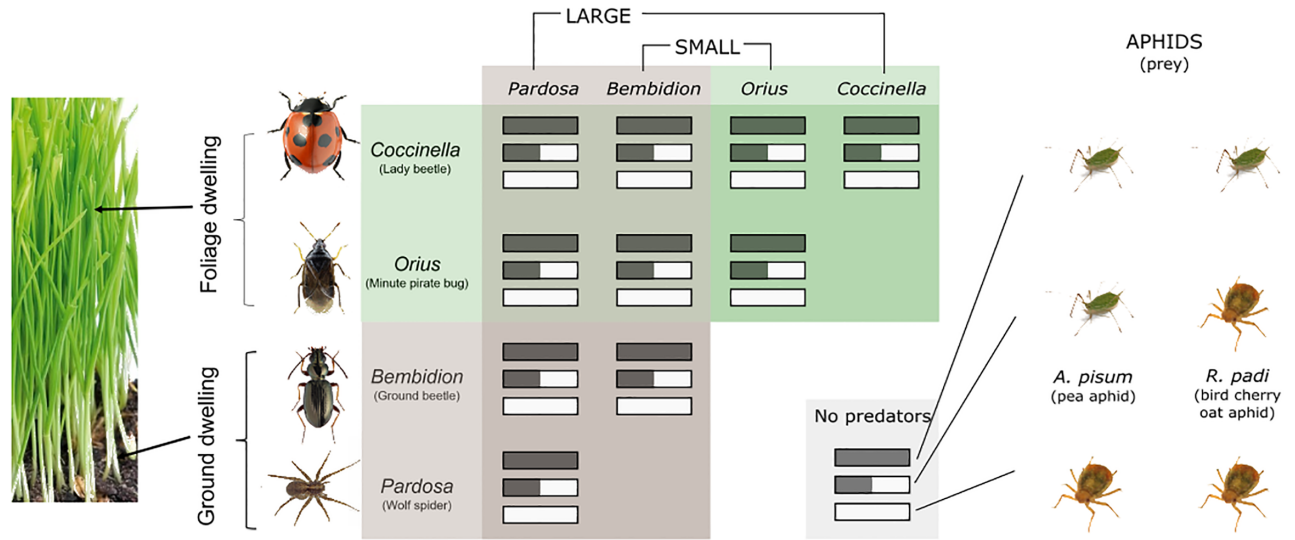 LARGE
SMALL
APHIDS
(prey)
Pardosa
Bembidion
Orius
Coccinella
Foliage dwelling
Coccinella
(Lady beetle)
Orius
(Minute pirate bug)
Ground dwelling
Bembidion
(Ground beetle)
Pardosa
(Wolf spider)
No predators
A. pisum
(pea aphid)
R. padi
(bird cherry
oat aphid)